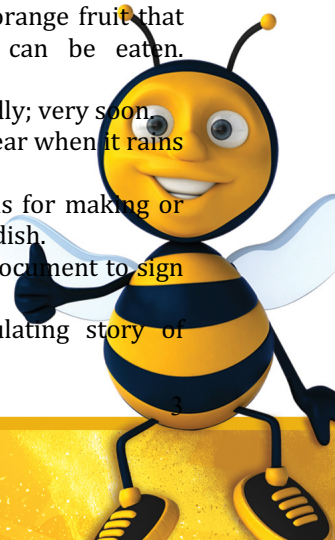 orange fruit that
can be eaten.
lly; very soon.
ear when it rains
s for making or
dish.
ocument to sign
ulating story of
3